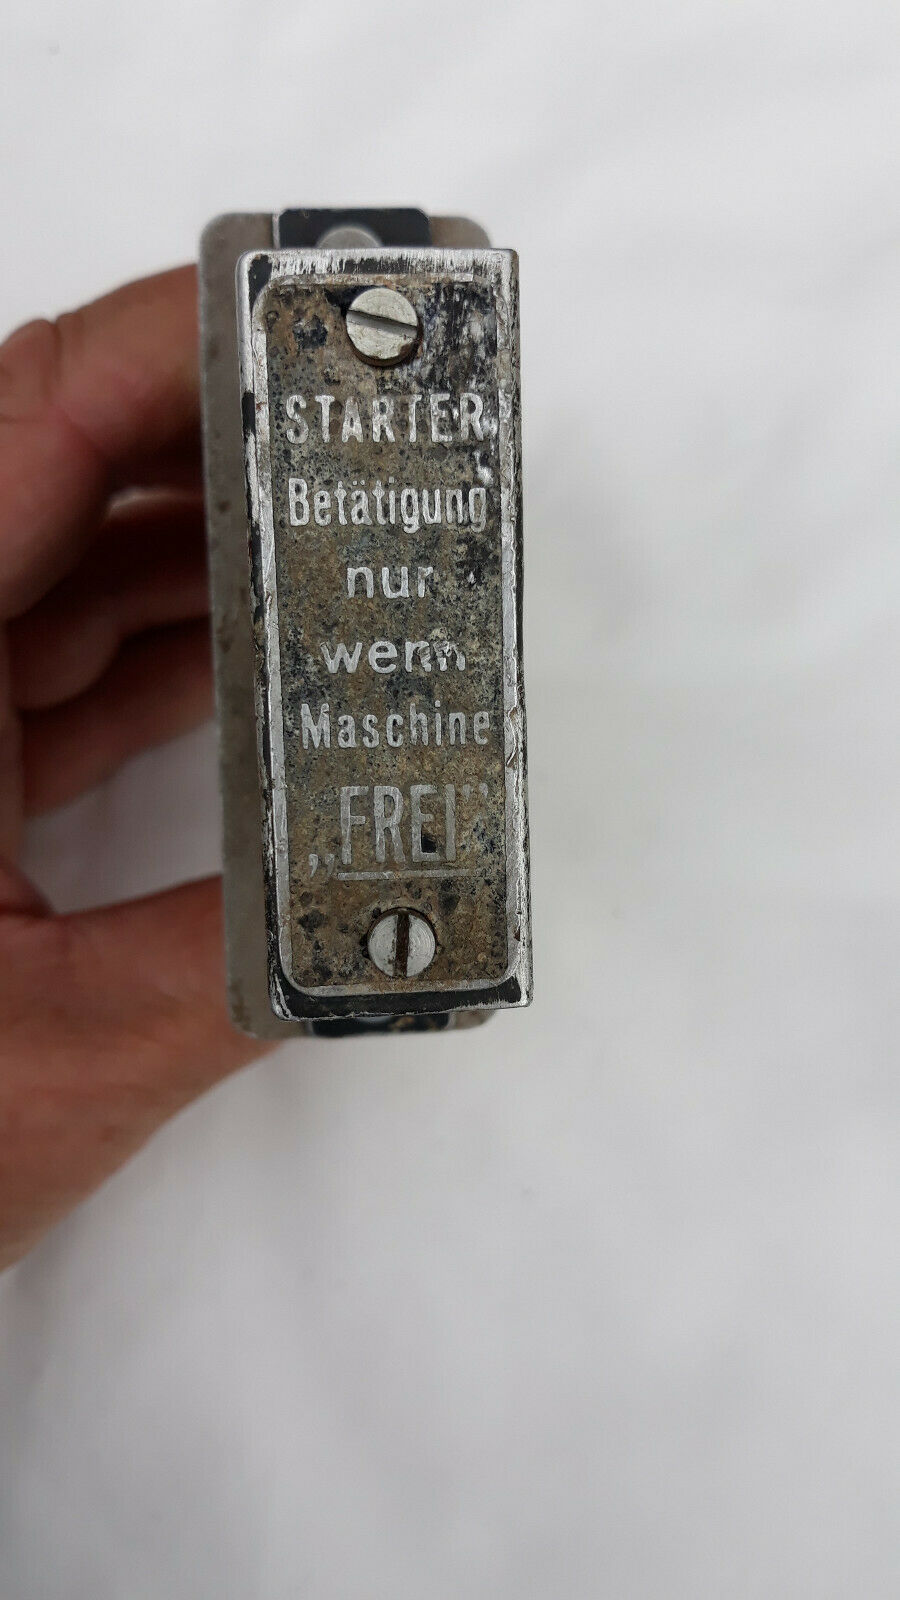 STARTER
Betätigung
nur
wenn
Maschine
„FREI”